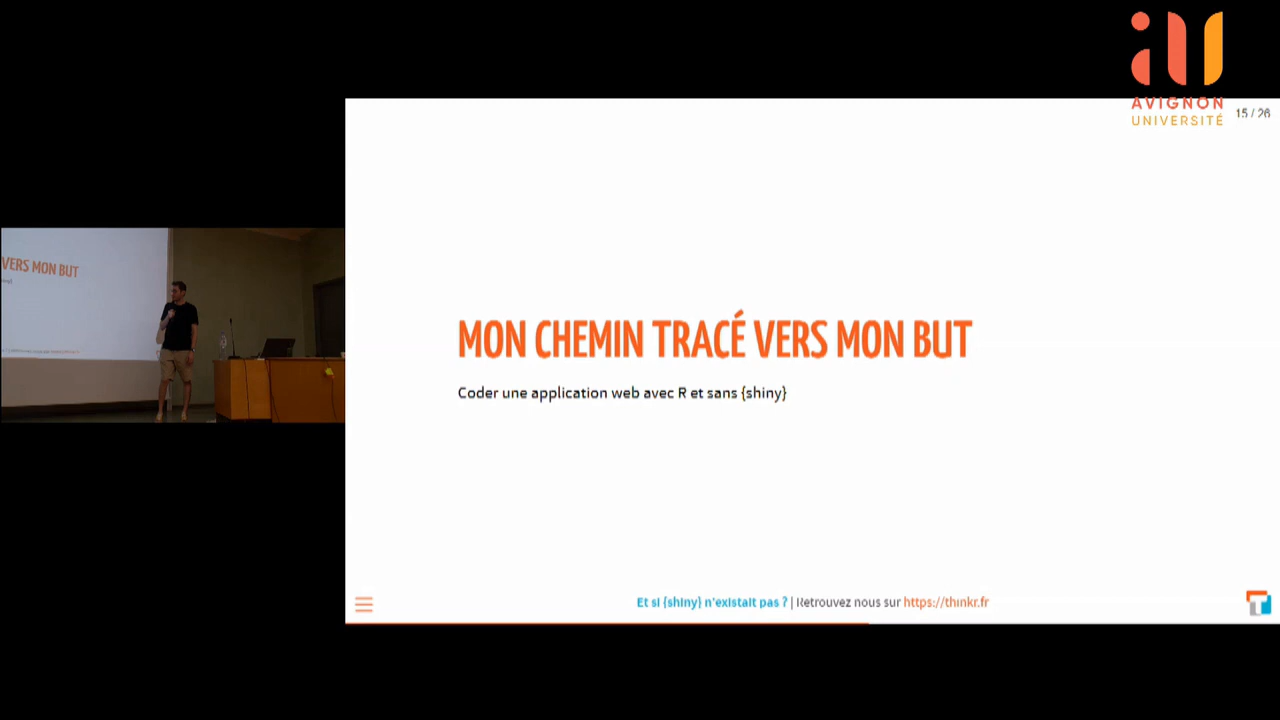 AVIGNON
UNIVERSITÉ
15 / 26
VERS MON BUT
MON CHEMIN TRACÉ VERS MON BUT
Coder une application web avec R et sans {shiny}
Et si {shiny} n'existait pas ? | Retrouvez nous sur https://thinkr.fr